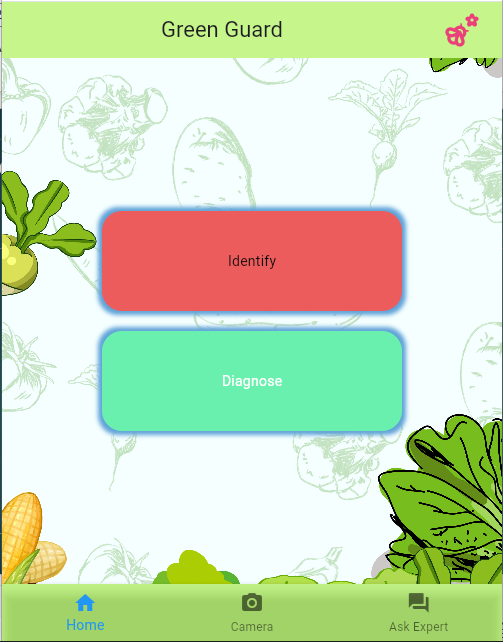 Green Guard
Identify
Diagnose
Home
Camera
Ask Expert